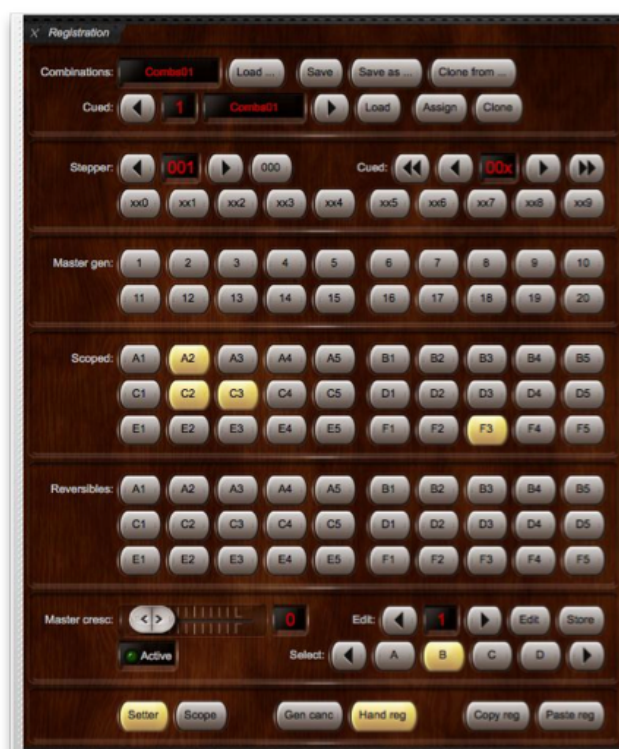 X Registration
Combinations: Combs01 Load ... Save Save as ... Clone from ...
Cued: 1 Combs01 Load Assign Clone
Stepper: 001 000 Cued: 00x
xx0 xx1 xx2 xx3 xx4 xx5 xx6 xx7 xx8 xx9
Master gen: 1 2 3 4 5 6 7 8 9 10
11 12 13 14 15 16 17 18 19 20
Scoped: A1 A2 A3 A4 A5 B1 B2 B3 B4 B5
C1 C2 C3 C4 C5 D1 D2 D3 D4 D5
E1 E2 E3 E4 E5 F1 F2 F3 F4 F5
Reversibles: A1 A2 A3 A4 A5 B1 B2 B3 B4 B5
C1 C2 C3 C4 C5 D1 D2 D3 D4 D5
E1 E2 E3 E4 E5 F1 F2 F3 F4 F5
Master cresc: < > 0 Edit: 1 Edit Store
Active Select: A B C D
Setter Scope Gen canc Hand reg Copy reg Paste reg